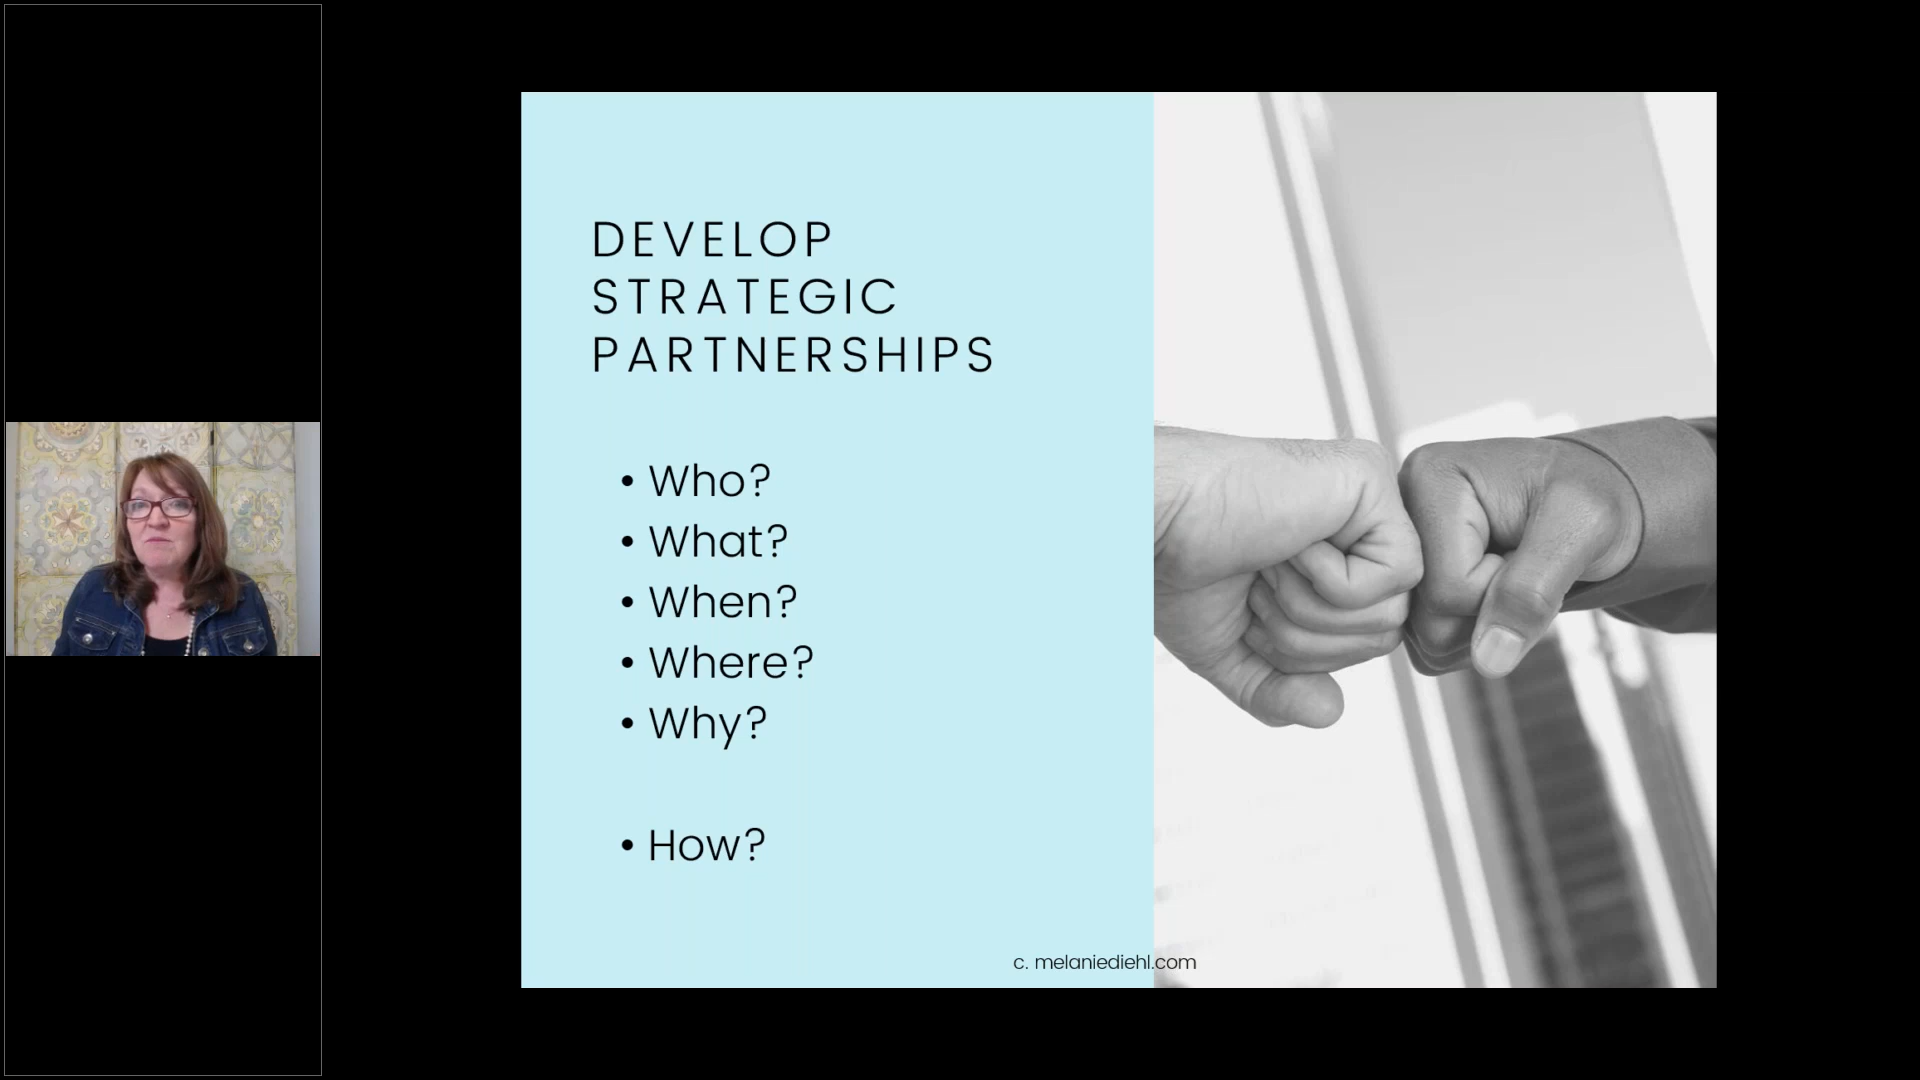 DEVELOP
STRATEGIC
PARTNERSHIPS
• Who?
• What?
• When?
• Where?
• Why?
• How?
c. melaniediehl.com